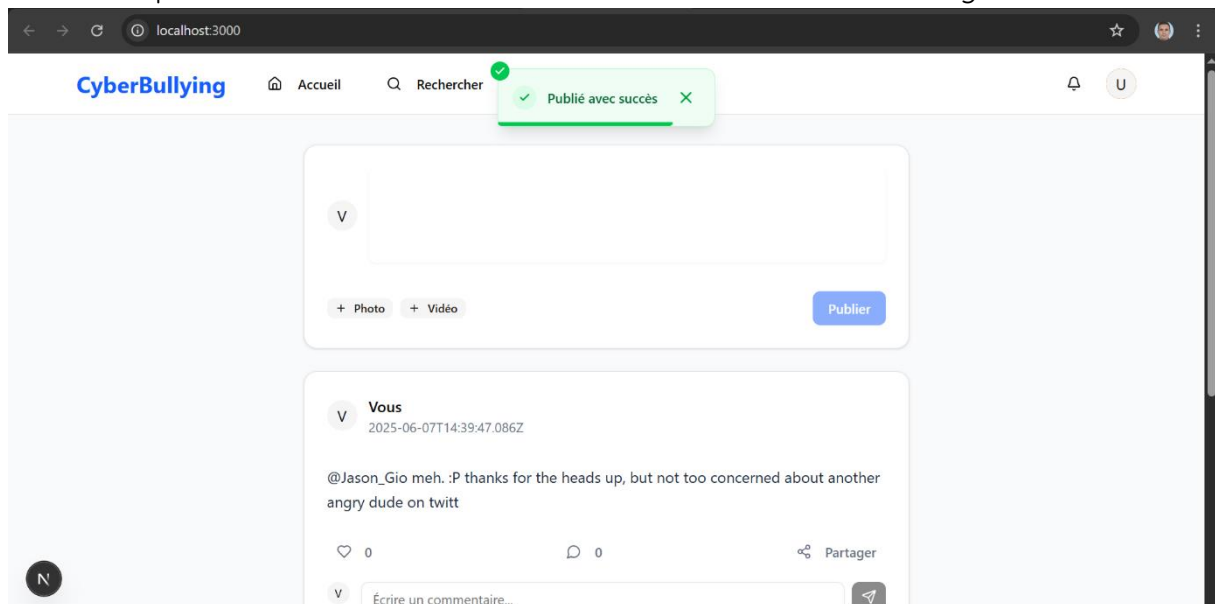 localhost:3000
CyberBullying Accueil Rechercher
Publié avec succès
U
V
+ Photo + Vidéo Publier
V Vous
2025-06-07T14:39:47.086Z
@Jason_Gio meh. :P thanks for the heads up, but not too concerned about another
angry dude on twitt
0 0 Partager
N
V Écrire un commentaire...